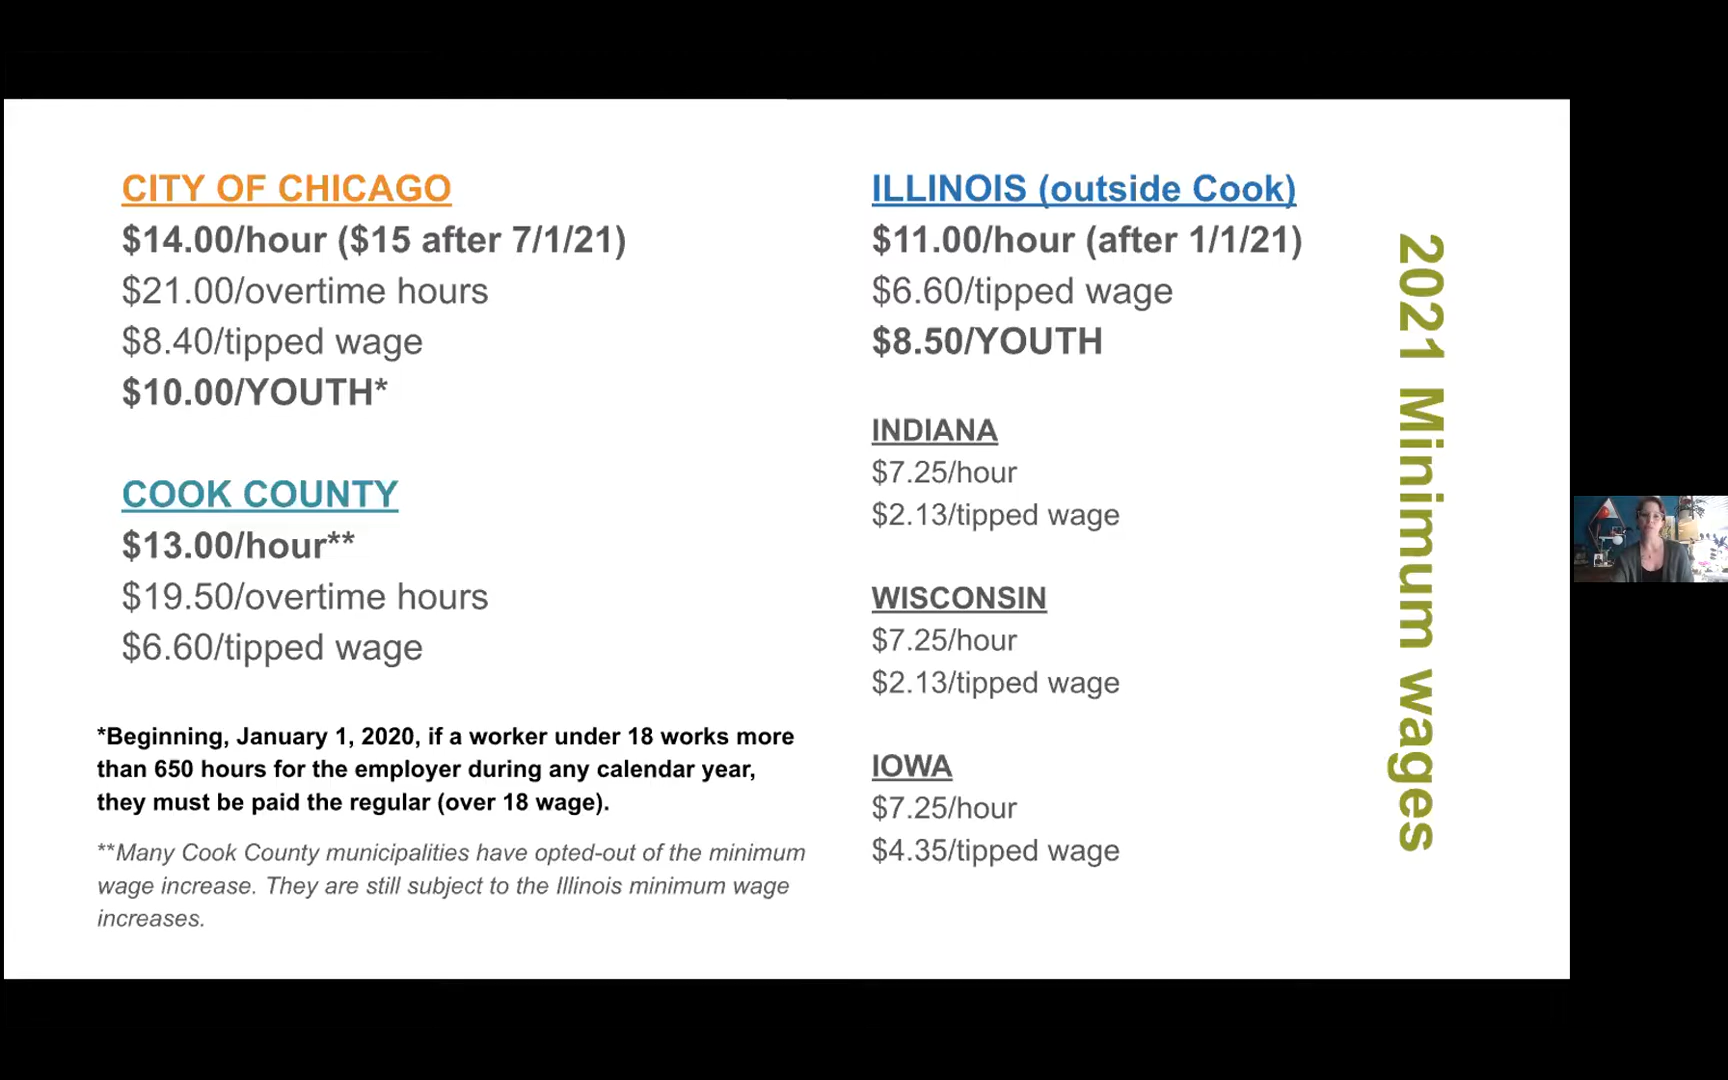 CITY OF CHICAGO
$14.00/hour ($15 after 7/1/21)
$21.00/overtime hours
$8.40/tipped wage
$10.00/YOUTH*
COOK COUNTY
$13.00/hour**
$19.50/overtime hours
$6.60/tipped wage
*Beginning, January 1, 2020, if a worker under 18 works more
than 650 hours for the employer during any calendar year,
they must be paid the regular (over 18 wage).
**Many Cook County municipalities have opted-out of the minimum
wage increase. They are still subject to the Illinois minimum wage
increases.
ILLINOIS (outside Cook)
$11.00/hour (after 1/1/21)
$6.60/tipped wage
$8.50/YOUTH
INDIANA
$7.25/hour
$2.13/tipped wage
WISCONSIN
$7.25/hour
$2.13/tipped wage
IOWA
$7.25/hour
$4.35/tipped wage
2021 Minimum wages